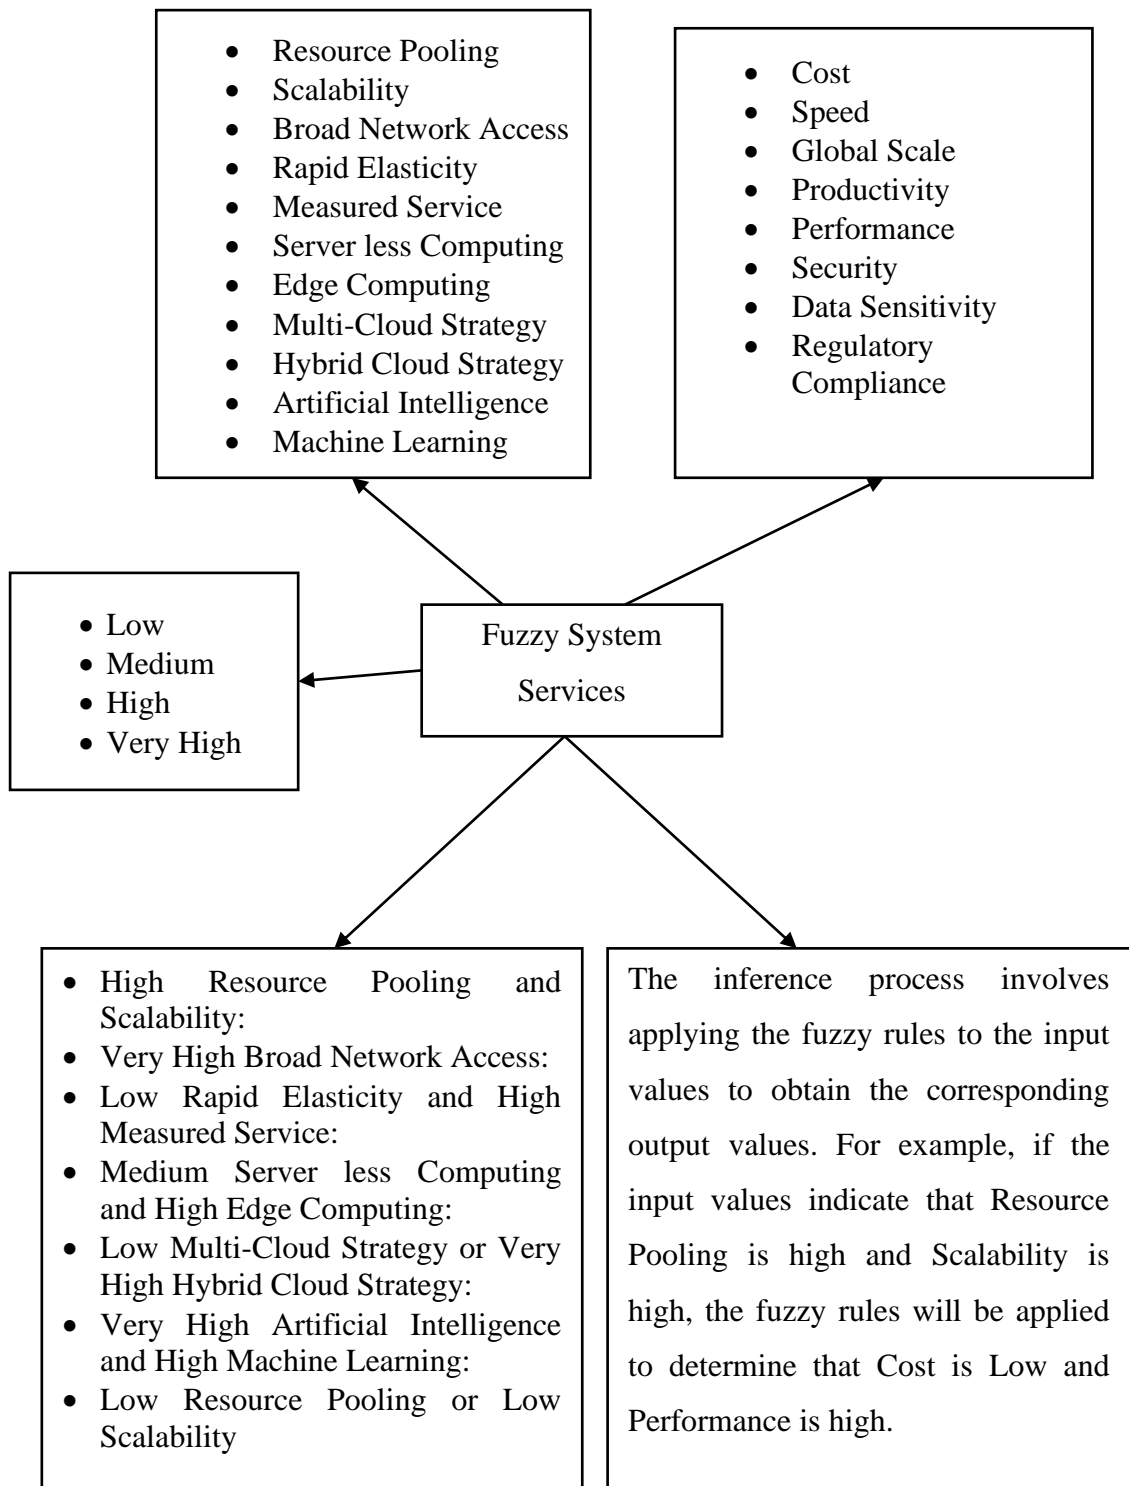 • Resource Pooling
• Scalability
• Broad Network Access
• Rapid Elasticity
• Measured Service
• Server less Computing
• Edge Computing
• Multi-Cloud Strategy
• Hybrid Cloud Strategy
• Artificial Intelligence
• Machine Learning
• Cost
• Speed
• Global Scale
• Productivity
• Performance
• Security
• Data Sensitivity
• Regulatory
Compliance
• Low
• Medium
• High
• Very High
Fuzzy System
Services
• High Resource Pooling and
Scalability:
• Very High Broad Network Access:
• Low Rapid Elasticity and High
Measured Service:
• Medium Server less Computing
and High Edge Computing:
• Low Multi-Cloud Strategy or Very
High Hybrid Cloud Strategy:
• Very High Artificial Intelligence
and High Machine Learning:
• Low Resource Pooling or Low
Scalability
The inference process involves
applying the fuzzy rules to the input
values to obtain the corresponding
output values. For example, if the
input values indicate that Resource
Pooling is high and Scalability is
high, the fuzzy rules will be applied
to determine that Cost is Low and
Performance is high.